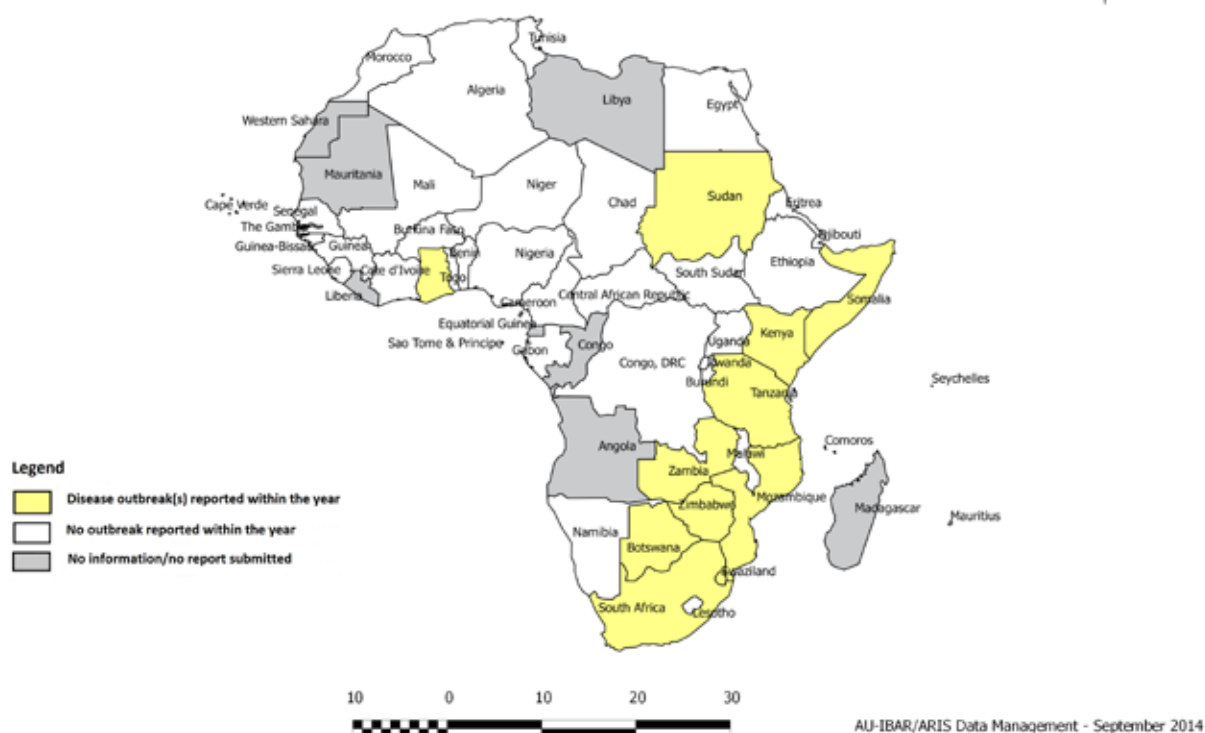 Tunisia
Morocco
Algeria
Libya
Egypt
Western Sahara
Mauritania
Mali
Niger
Chad
Sudan
Eritrea
Cape Verde
Senegal
The Gambi
Burkina Faso
Djibouti
Guinea-Bissau
Guinea
Benin
Nigeria
Ethiopia
Sierra Leone
Cote d'Ivoire
Togo
South Sudan
Liberia
Cameroon
Central African Republic
Somalia
Equatorial Guinea
Sao Tome & Principe
Gabon
Congo
Uganda
Kenya
Congo, DRC
Rwanda
Burundi
Tanzania
Seychelles
Angola
Malawi
Comoros
Zambia
Mozambique
Zimbabwe
Madagascar
Mauritius
Namibia
Botswana
Swaziland
South Africa
Lesotho
Legend
Disease outbreak(s) reported within the year
No outbreak reported within the year
No information/no report submitted
10 0 10 20 30
AU-IBAR/ARIS Data Management - September 2014